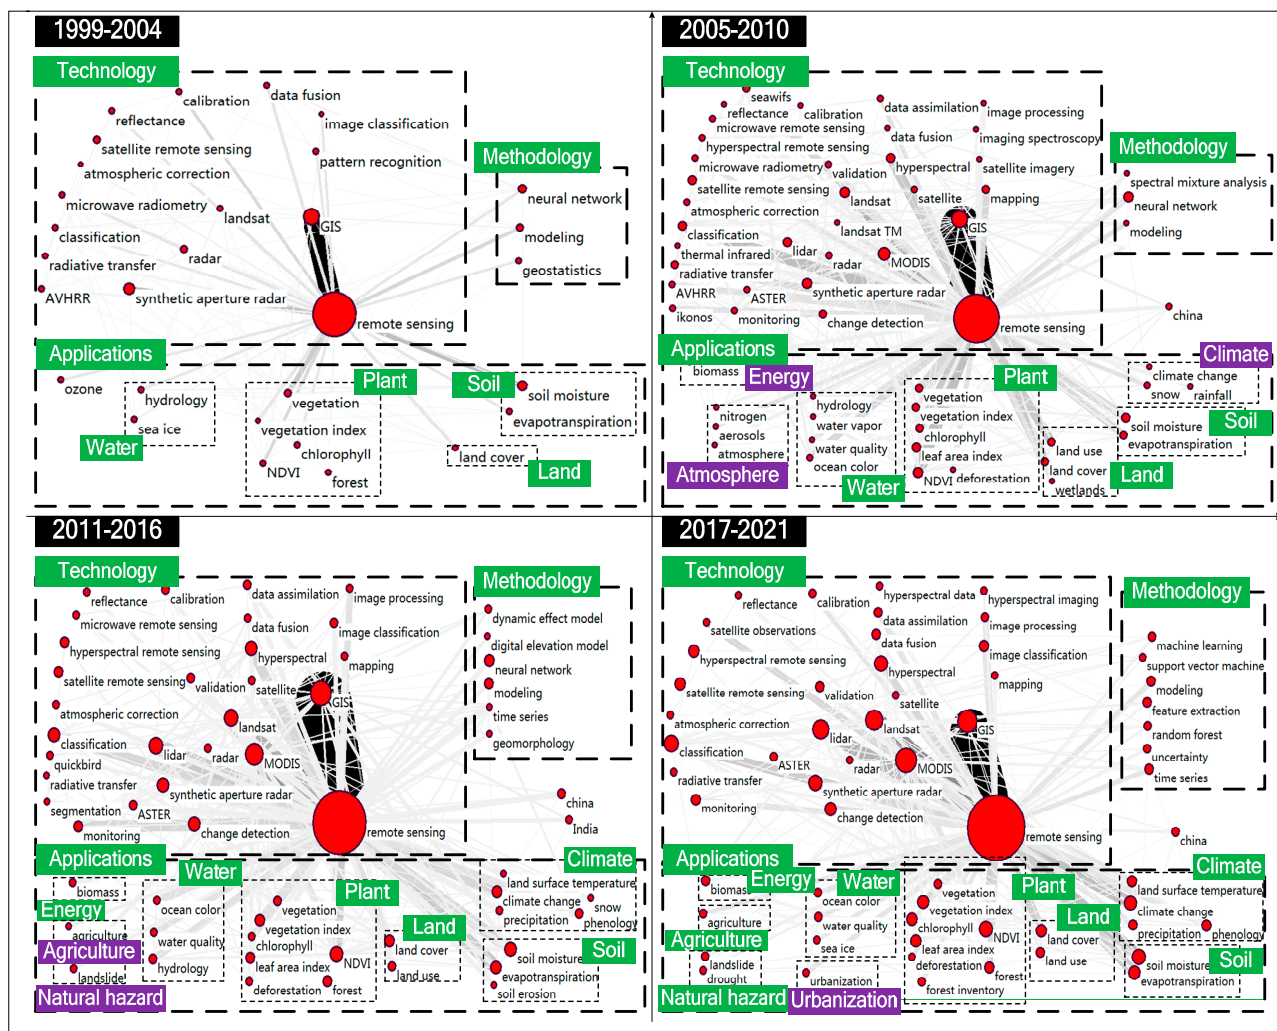 1999-2004
Technology
calibration
data fusion
reflectance
image classification
satellite remote sensing
pattern recognition
atmospheric correction
Methodology
microwave radiometry
landsat
GIS
neural network
classification
modeling
radiative transfer
radar
geostatistics
AVHRR
synthetic aperture radar
remote sensing
Applications
ozone
Plant
Soil
hydrology
vegetation
soil moisture
sea ice
vegetation index
evapotranspiration
Water
chlorophyll
land cover
NDVI
forest
Land
2005-2010
Technology
seawifs
reflectance
calibration
data assimilation
image processing
microwave remote sensing
data fusion
imaging spectroscopy
hyperspectral remote sensing
Methodology
microwave radiometry
validation
hyperspectral
satellite imagery
spectral mixture analysis
satellite remote sensing
landsat
satellite
mapping
neural network
atmospheric correction
landsat TM
GIS
modeling
classification
lidar
thermal infrared
radar
MODIS
radiative transfer
AVHRR
ASTER
synthetic aperture radar
ikonos
monitoring
change detection
remote sensing
china
Applications
Climate
biomass
Energy
Plant
climate change
snow
rainfall
nitrogen
hydrology
vegetation
aerosols
water vapor
vegetation index
soil moisture
Soil
atmosphere
water quality
chlorophyll
land use
evapotranspiration
ocean color
leaf area index
land cover
Atmosphere
Water
NDVI
deforestation
wetlands
Land
2011-2016
Technology
reflectance
calibration
data assimilation
image processing
Methodology
microwave remote sensing
data fusion
image classification
dynamic effect model
hyperspectral remote sensing
hyperspectral
mapping
digital elevation model
satellite remote sensing
validation
satellite
GIS
neural network
modeling
atmospheric correction
landsat
time series
classification
lidar
radar
MODIS
geomorphology
quickbird
radiative transfer
synthetic aperture radar
segmentation
ASTER
monitoring
change detection
remote sensing
china
India
Applications
Water
Climate
biomass
Plant
land surface temperature
Energy
ocean color
vegetation
climate change
snow
agriculture
vegetation index
precipitation
phenology
Agriculture
water quality
chlorophyll
Land
land cover
Soil
landslide
hydrology
leaf area index
NDVI
land use
soil moisture
evapotranspiration
Natural hazard
deforestation
forest
soil erosion
2017-2021
Technology
reflectance
calibration
hyperspectral data
hyperspectral imaging
Methodology
satellite observations
data assimilation
image processing
data fusion
machine learning
hyperspectral remote sensing
hyperspectral
image classification
support vector machine
satellite remote sensing
validation
satellite
mapping
modeling
atmospheric correction
landsat
GIS
feature extraction
classification
lidar
random forest
ASTER
radar
MODIS
uncertainty
radiative transfer
synthetic aperture radar
time series
monitoring
change detection
remote sensing
china
Applications
Energy
Water
Plant
Climate
biomass
ocean color
vegetation
land surface temperature
agriculture
water quality
vegetation index
Land
climate change
Agriculture
sea ice
chlorophyll
NDVI
land cover
precipitation
phenology
landslide
leaf area index
land use
soil moisture
Soil
drought
urbanization
deforestation
forest
evapotranspiration
Natural hazard
Urbanization
forest inventory